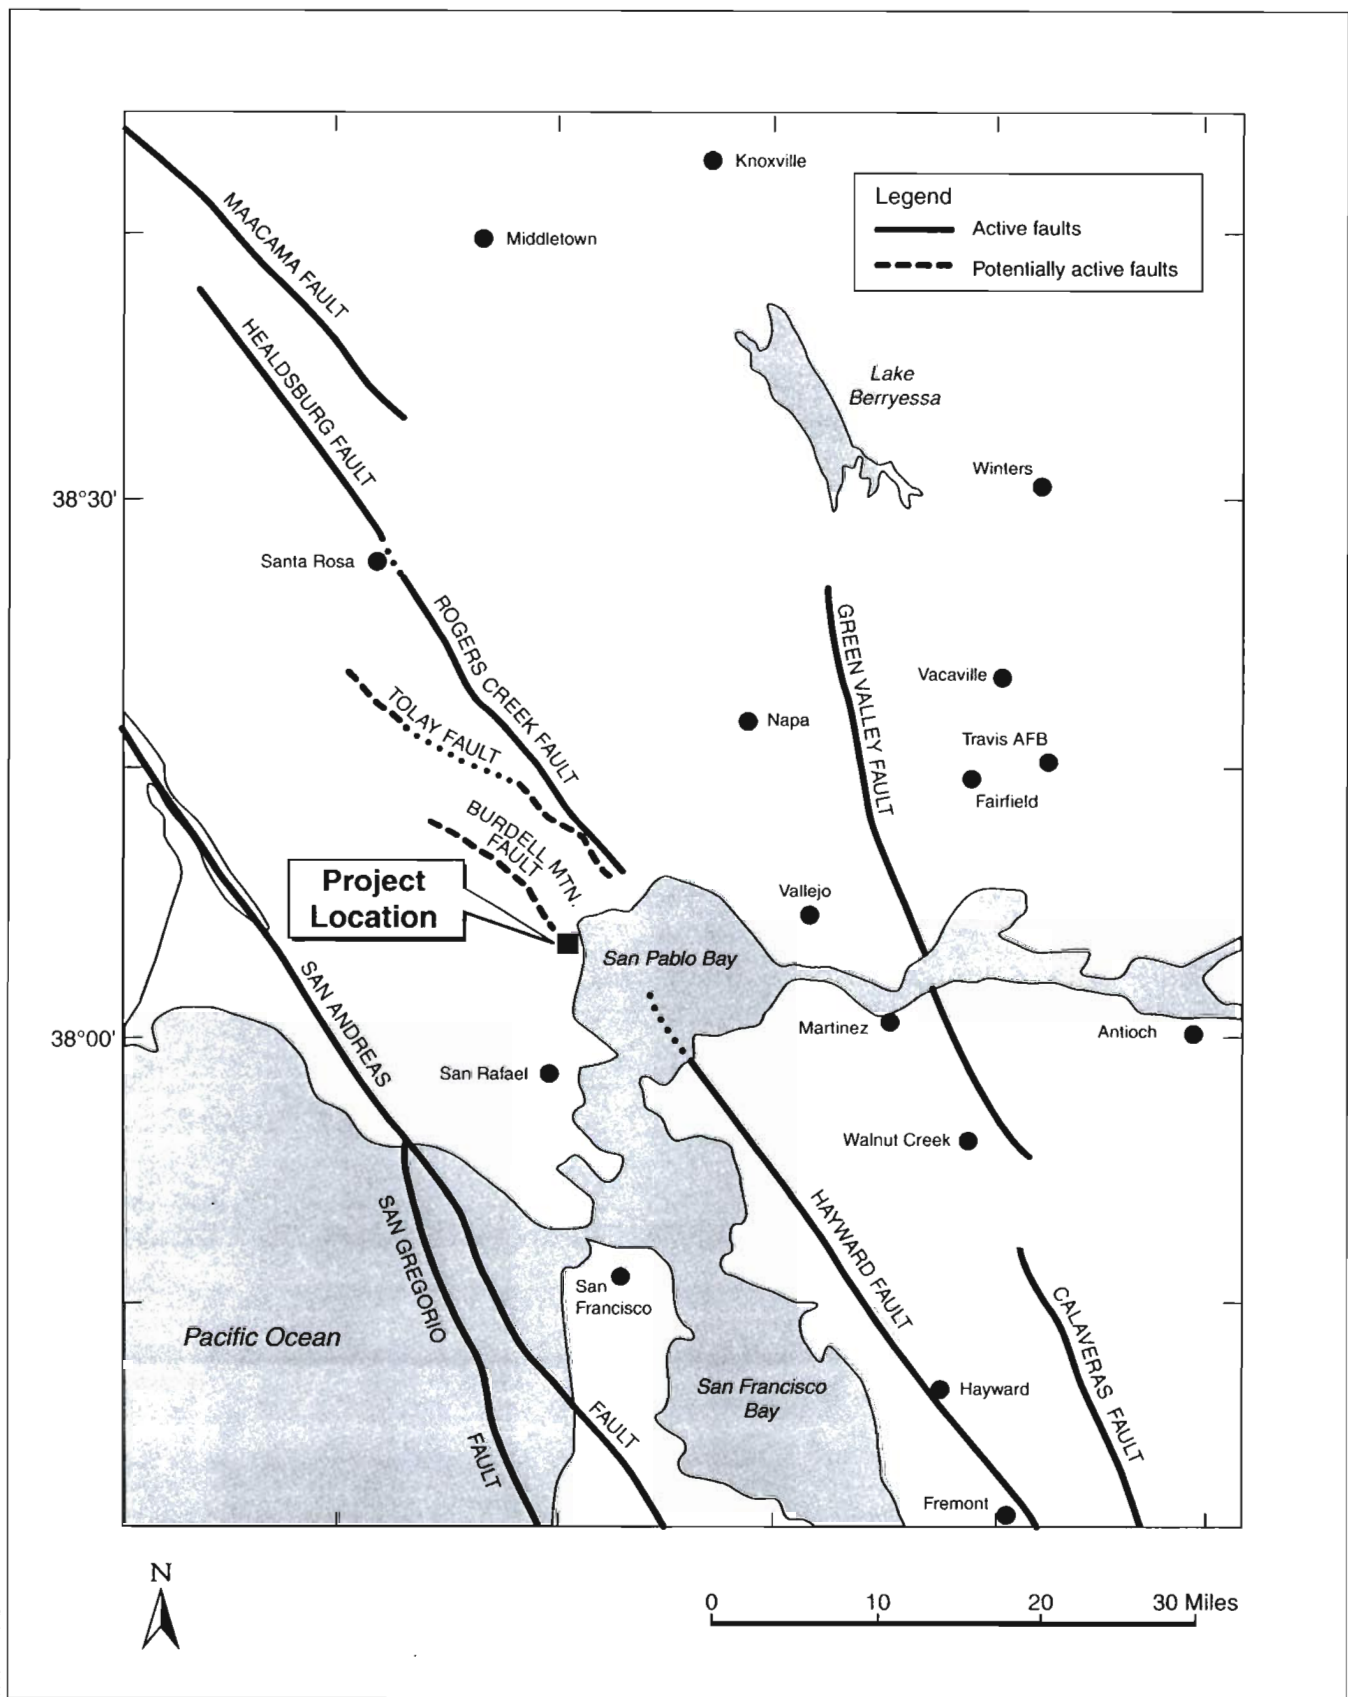 Knoxville
Legend
Active faults
Potentially active faults
Middletown
MAACAMA FAULT
HEALDSBURG FAULT
Lake
Berryessa
Winters
38°30'
Santa Rosa
ROGERS CREEK FAULT
GREEN VALLEY FAULT
Vacaville
TOLAY FAULT
Napa
Travis AFB
Fairfield
BURDELL MTN.
FAULT
Project
Location
Vallejo
San Pablo Bay
SAN ANDREAS
Martinez
Antioch
38°00'
San Rafael
Walnut Creek
HAYWARD FAULT
SAN GREGORIO
San
Francisco
CALAVERAS FAULT
Pacific Ocean
San Francisco
Bay
Hayward
FAULT
FAULT
Fremont
N
0 10 20 30 Miles